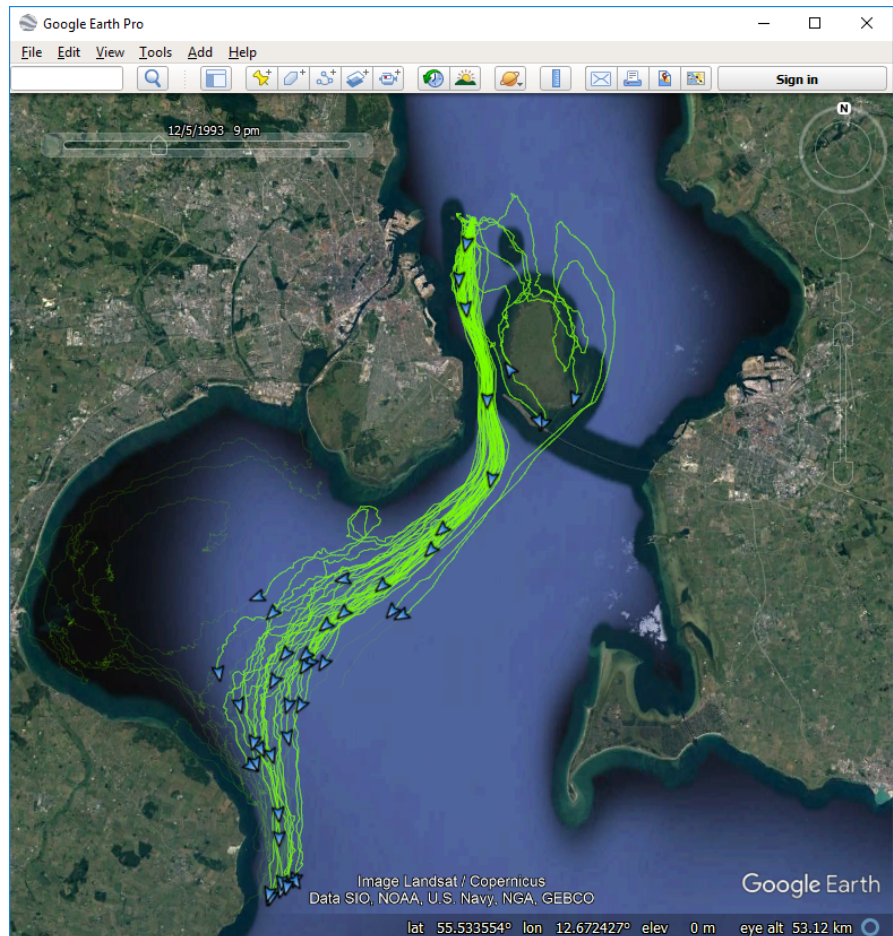 Google Earth Pro
File Edit View Tools Add Help
Sign in
N
12/5/1993 9 pm
Image Landsat / Copernicus
Data SIO, NOAA, U.S. Navy, NGA, GEBCO
Google Earth
lat 55.533554° lon 12.672427° elev 0 m eye alt 53.12 km